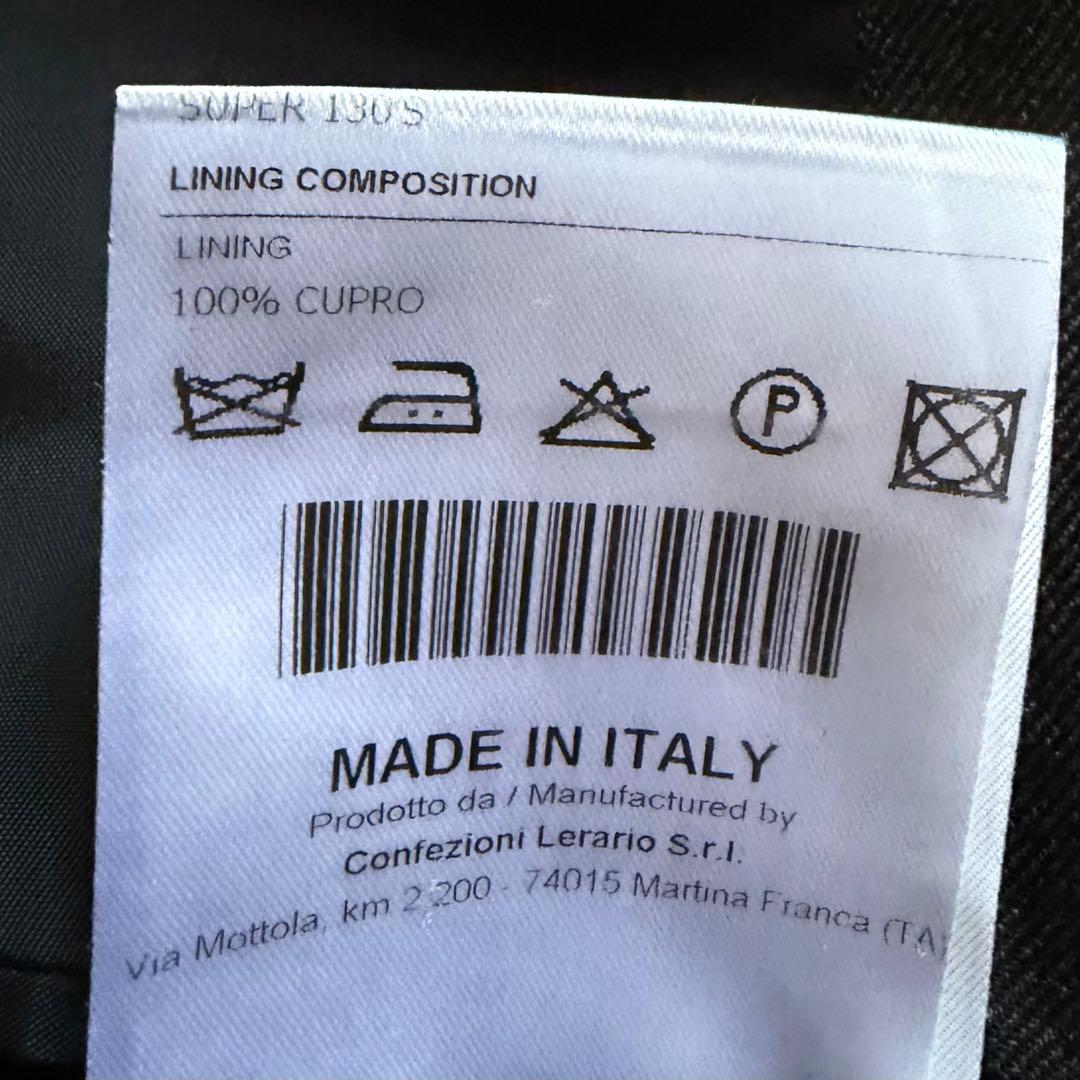 SUPER 130'S
LINING COMPOSITION
LINING
100% CUPRO
P
MADE IN ITALY
Prodotto da / Manufactured by
Confezioni Lerario S.r.l.
Via Mottola, km 2.200 - 74015 Martina Franca (TA)